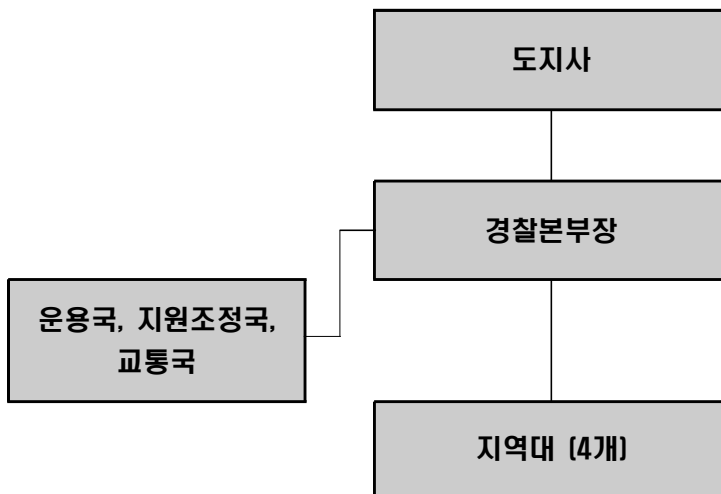 도지사
경찰본부장
운용국, 지원조정국,
교통국
지역대 (4개)